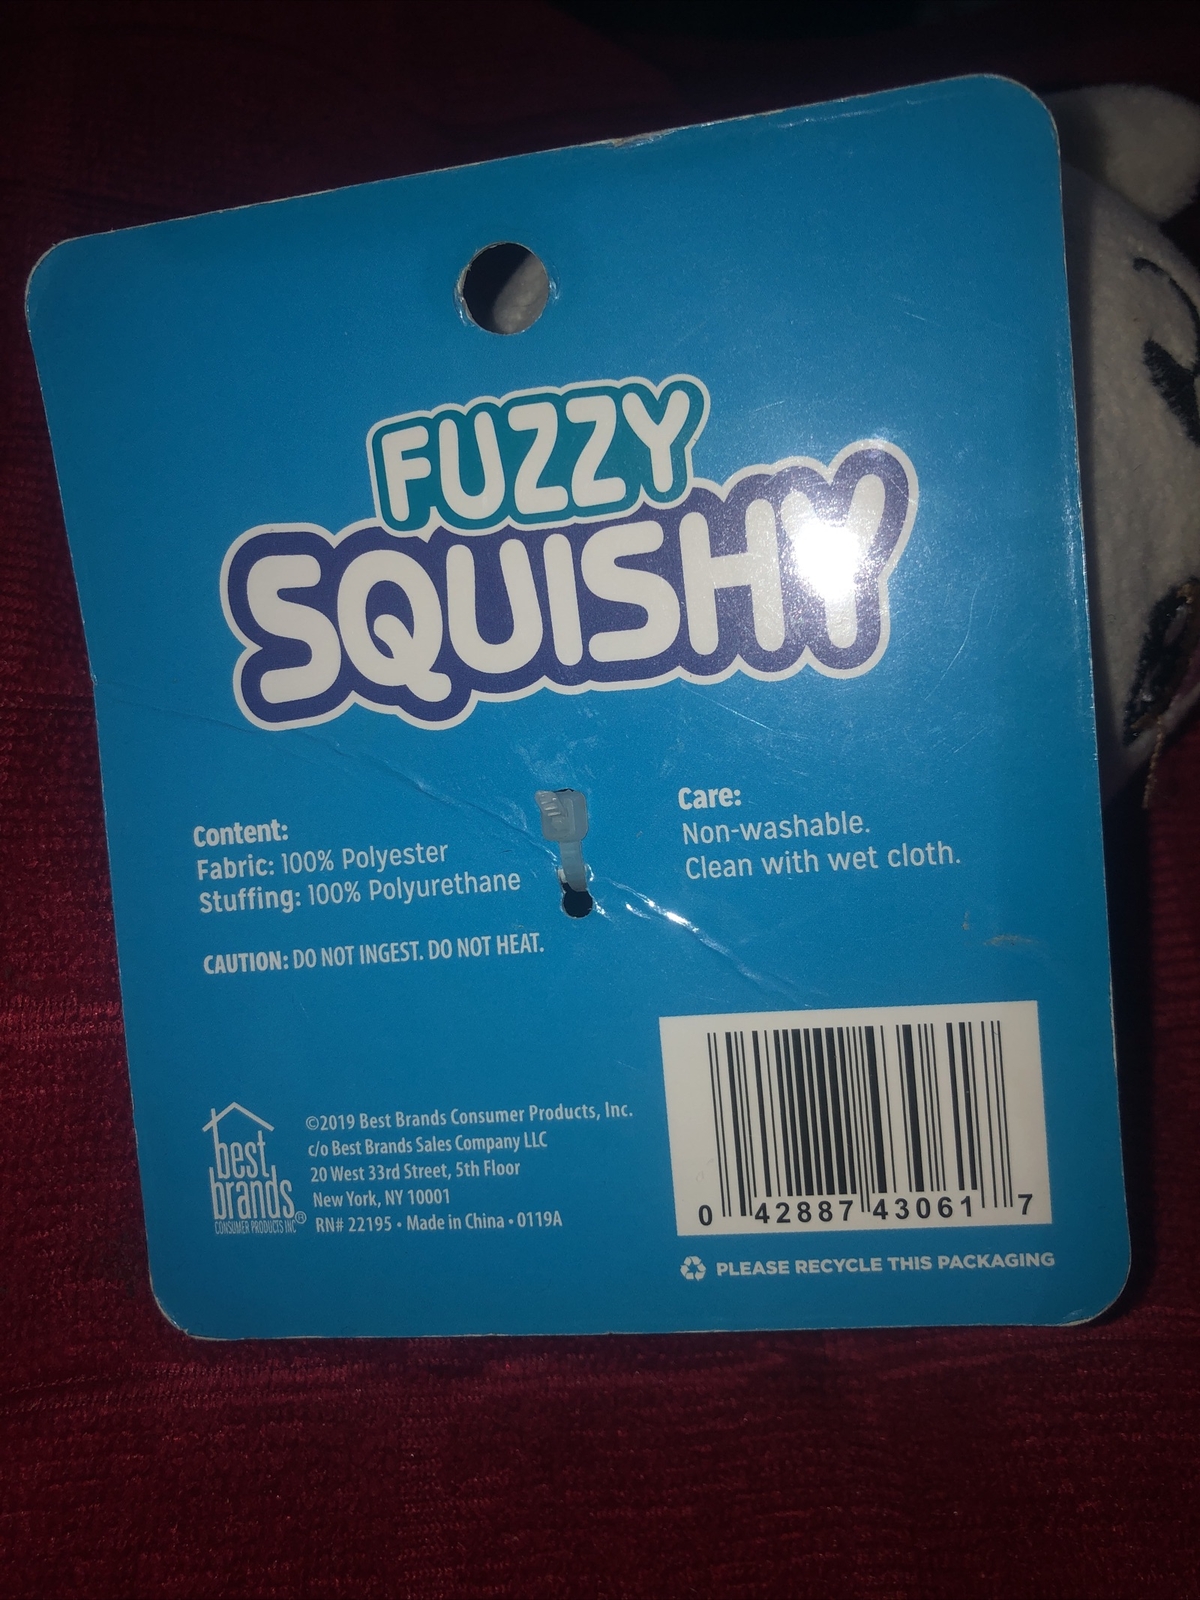 FUZZY
SQUISHY
Content:
Fabric: 100% Polyester
Stuffing: 100% Polyurethane
CAUTION: DO NOT INGEST. DO NOT HEAT.
Care:
Non-washable.
Clean with wet cloth.
best
brands
CONSUMER PRODUCTS INC
®
©2019 Best Brands Consumer Products, Inc.
c/o Best Brands Sales Company LLC
20 West 33rd Street, 5th Floor
New York, NY 10001
RN# 22195 • Made in China • 0119A
0 42887 43061 7
PLEASE RECYCLE THIS PACKAGING